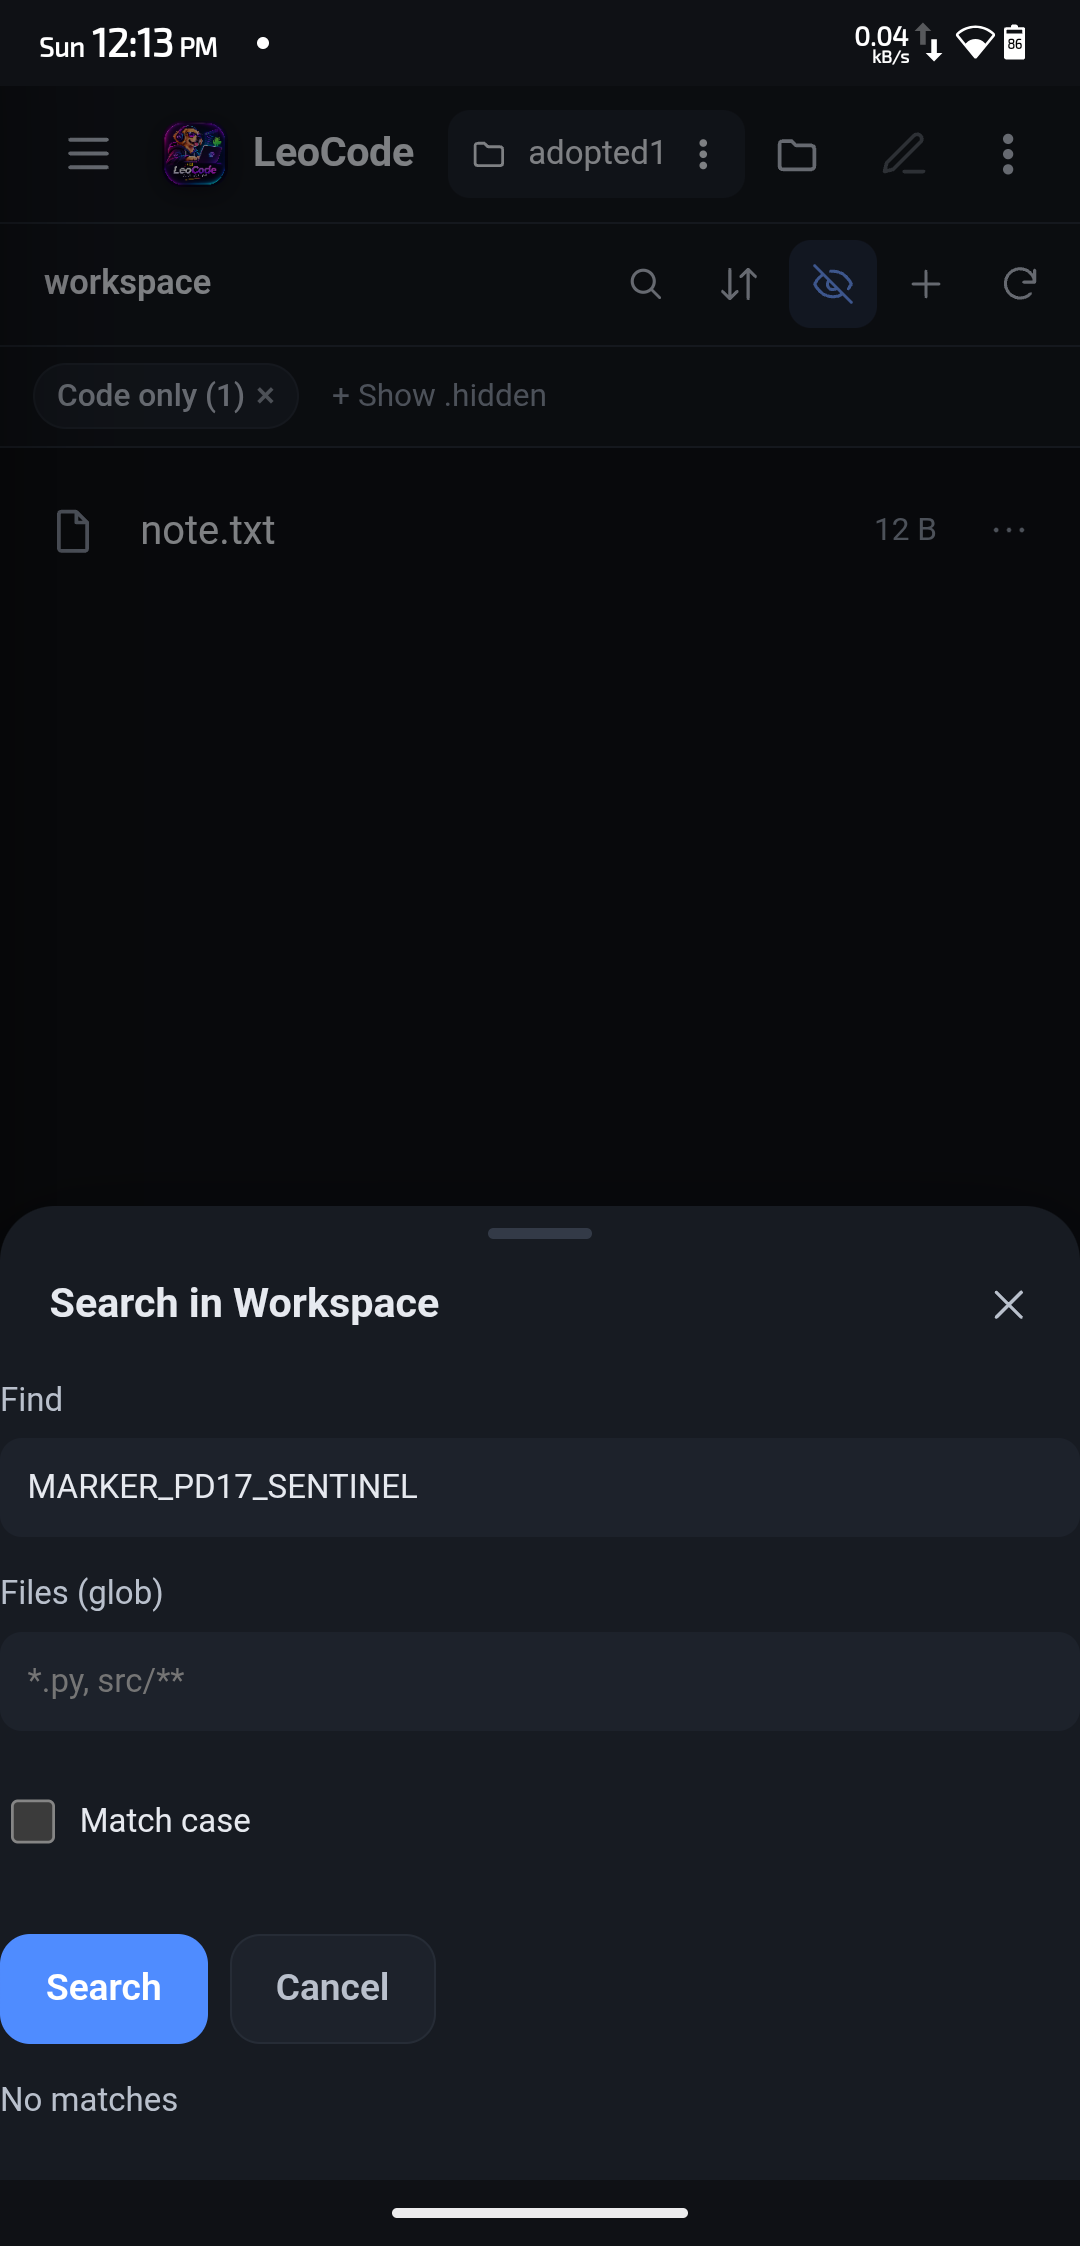 Sun 12:13 PM
0.04
kB/s
86
LeoCode
LeoCode
adopted1
workspace
Code only (1) ×
+ Show .hidden
note.txt
12 B
Search in Workspace
Find
MARKER_PD17_SENTINEL
Files (glob)
*.py, src/**
Match case
Search
Cancel
No matches